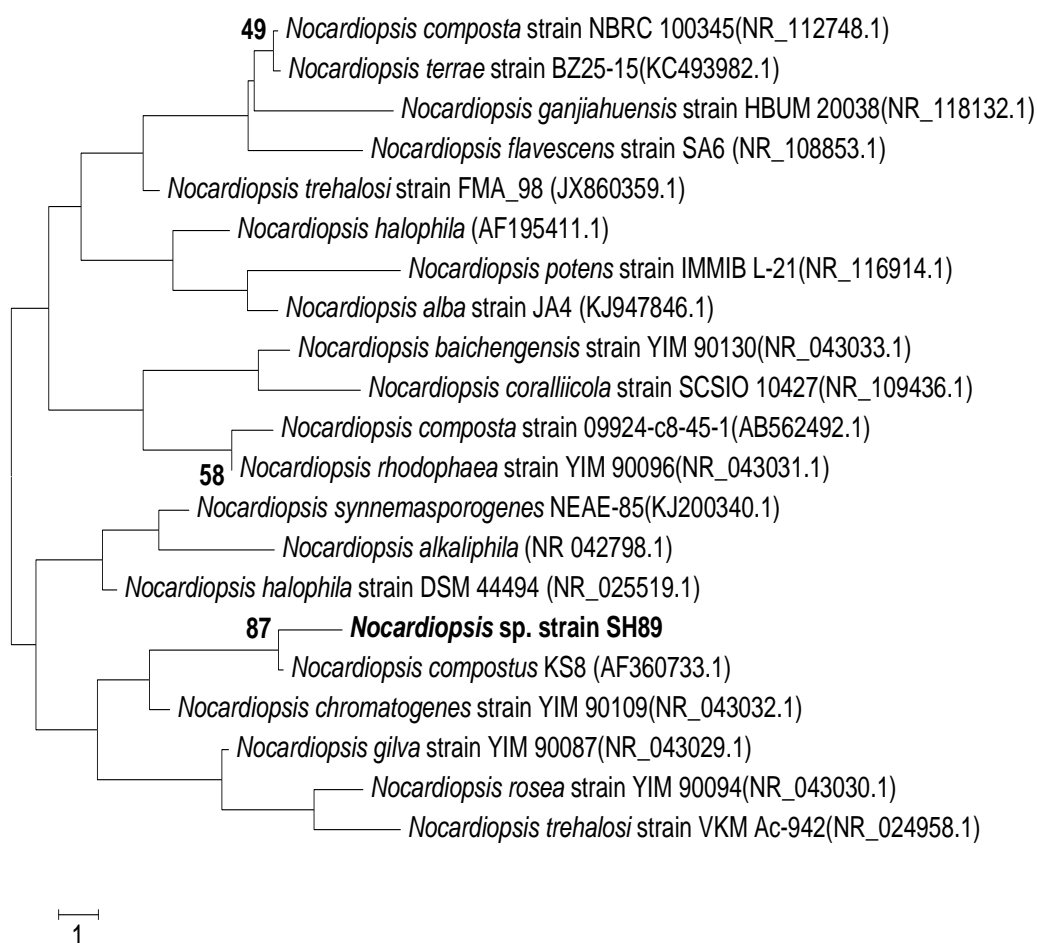 49 Nocardiopsis composta strain NBRC 100345(NR_112748.1)
Nocardiopsis terrae strain BZ25-15(KC493982.1)
Nocardiopsis ganjiahuensis strain HBUM 20038(NR_118132.1)
Nocardiopsis flavescens strain SA6 (NR_108853.1)
Nocardiopsis trehalosi strain FMA_98 (JX860359.1)
Nocardiopsis halophila (AF195411.1)
Nocardiopsis potens strain IMMIB L-21(NR_116914.1)
Nocardiopsis alba strain JA4 (KJ947846.1)
Nocardiopsis baichengensis strain YIM 90130(NR_043033.1)
Nocardiopsis coralliicola strain SCSIO 10427(NR_109436.1)
Nocardiopsis composta strain 09924-c8-45-1(AB562492.1)
58 Nocardiopsis rhodophaea strain YIM 90096(NR_043031.1)
Nocardiopsis synnemasporogenes NEAE-85(KJ200340.1)
Nocardiopsis alkaliphila (NR 042798.1)
Nocardiopsis halophila strain DSM 44494 (NR_025519.1)
87 Nocardiopsis sp. strain SH89
Nocardiopsis compostus KS8 (AF360733.1)
Nocardiopsis chromatogenes strain YIM 90109(NR_043032.1)
Nocardiopsis gilva strain YIM 90087(NR_043029.1)
Nocardiopsis rosea strain YIM 90094(NR_043030.1)
Nocardiopsis trehalosi strain VKM Ac-942(NR_024958.1)
1